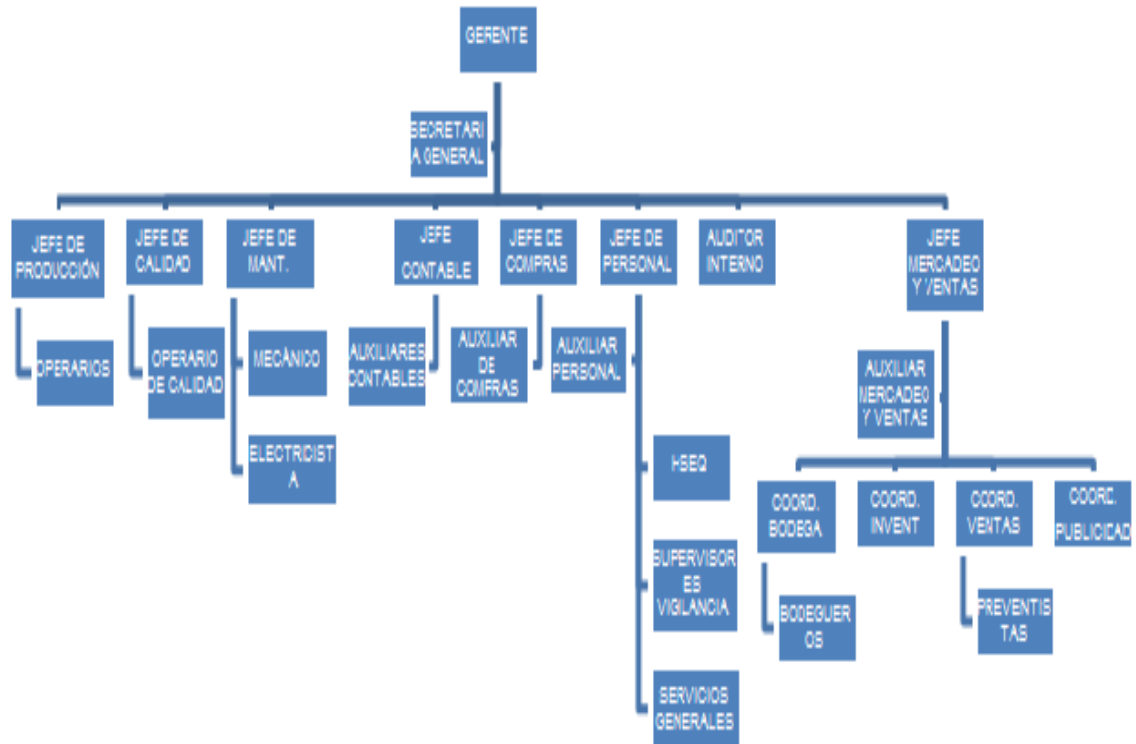 GERENTE
SECRETARI
A GENERAL
JEFE DE
PRODUCCIÓN
JEFE DE
CALIDAD
JEFE DE
MANT.
JEFE
CONTABLE
JEFE DE
COMPRAS
JEFE DE
PERSONAL
AUDITOR
INTERNO
JEFE
MERCADEO
Y VENTAS
OPERARIOS
OPERARIO
DE CALIDAD
MECÁNICO
ELECTRICIST
A
AUXILIARES
CONTABLES
AUXILIAR
DE
COMPRAS
AUXILIAR
PERSONAL
HSEQ
SUPERVISOR
ES
VIGILANCIA
SERVICIOS
GENERALES
AUXILIAR
MERCADEO
Y VENTAS
COORD.
BODEGA
COORD.
INVENT
COORD.
VENTAS
COORD.
PUBLICIDAD
BODEGUER
OS
PREVENTIS
TAS